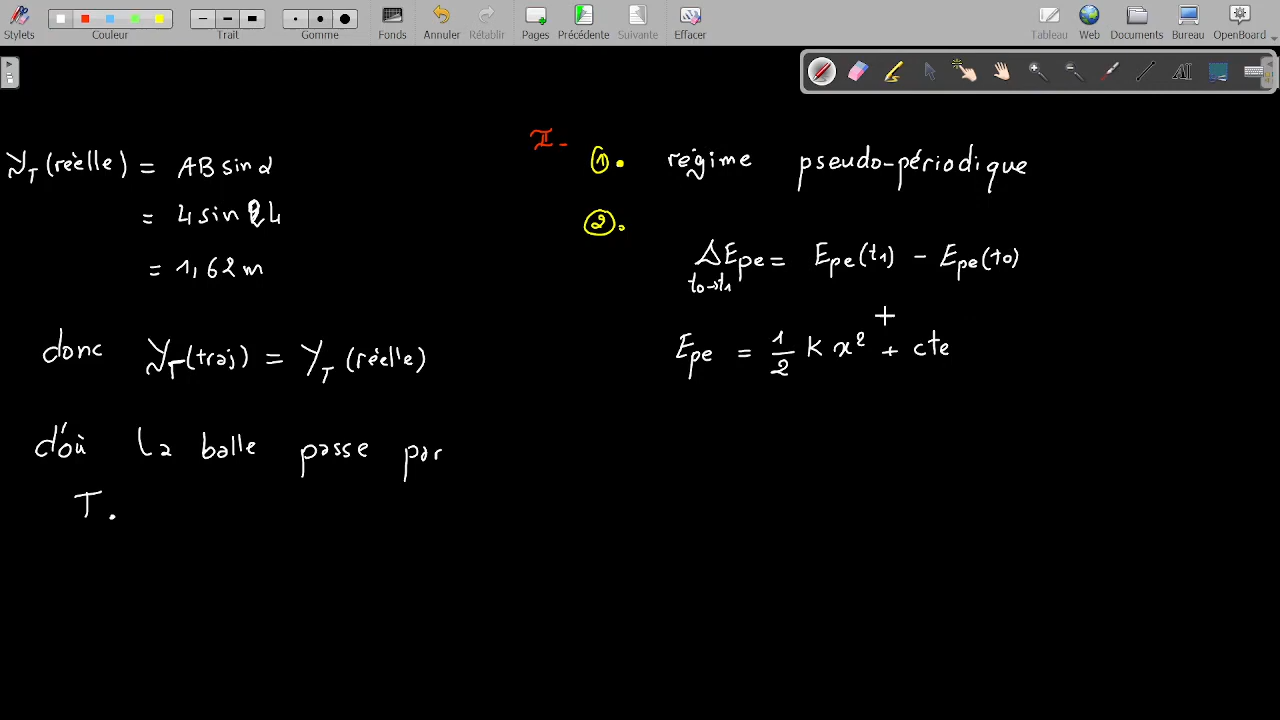 Stylets Couleur Trait Gomme Fonds Annuler Rétablir Pages Précédente Suivante Effacer Tableau Web Documents Bureau OpenBoard
y_T (réelle) = AB sin α
= 4 sin 24
= 1,62 m
donc y_T (traj) = y_T (réelle)
d'où la balle passe par
T.
I-
1. régime pseudo-périodique
2.
ΔEpe = Epe(t1) - Epe(t0)
t0→t1
Epe = 1/2 K x² + cte